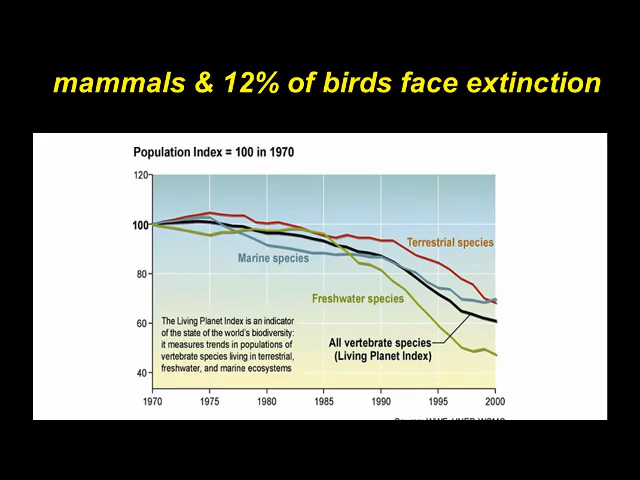 mammals & 12% of birds face extinction
Population Index = 100 in 1970
120
100
80
60
40
Terrestrial species
Marine species
Freshwater species
All vertebrate species
(Living Planet Index)
The Living Planet Index is an indicator
of the state of the world's biodiversity:
it measures trends in populations of
vertebrate species living in terrestrial,
freshwater, and marine ecosystems
1970 1975 1980 1985 1990 1995 2000